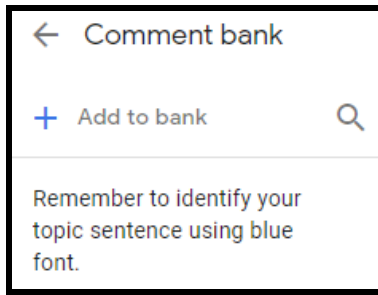 Comment bank
Add to bank
Remember to identify your
topic sentence using blue
font.